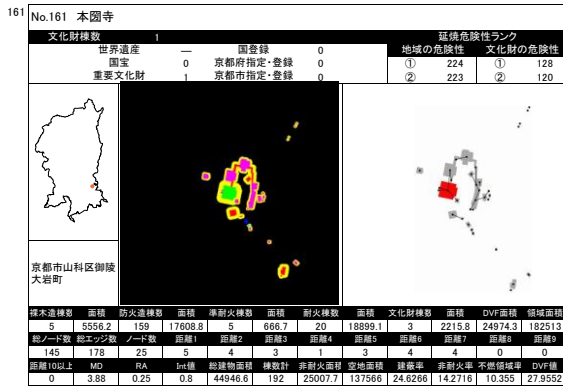 161
No.161 本圀寺
文化財棟数 1 延焼危険性ランク
世界遺産 — 国登録 0 地域の危険性 文化財の危険性
国宝 0 京都府指定・登録 0 ① 224 ① 128
重要文化財 1 京都市指定・登録 0 ② 223 ② 120
京都市山科区御陵
大岩町
裸木造棟数 面積 防火造棟数 面積 準耐火棟数 面積 耐火棟数 面積 文化財棟数 面積 DVF面積 領域面積
5 5556.2 159 17608.8 5 666.7 20 18899.1 3 2215.8 24974.3 182513
総ノード数 総エッジ数 ノード数 距離1 距離2 距離3 距離4 距離5 距離6 距離7 距離8 距離9
145 178 25 5 4 3 1 3 4 4 0 0
距離10以上 MD RA Int値 総建物面積 棟数計 非耐火面積 空地面積 建蔽率 非耐火率 不燃領域率 DVF値
0 3.88 0.25 0.8 44946.6 192 25007.7 137566 24.6266 14.2716 10.355 27.9552